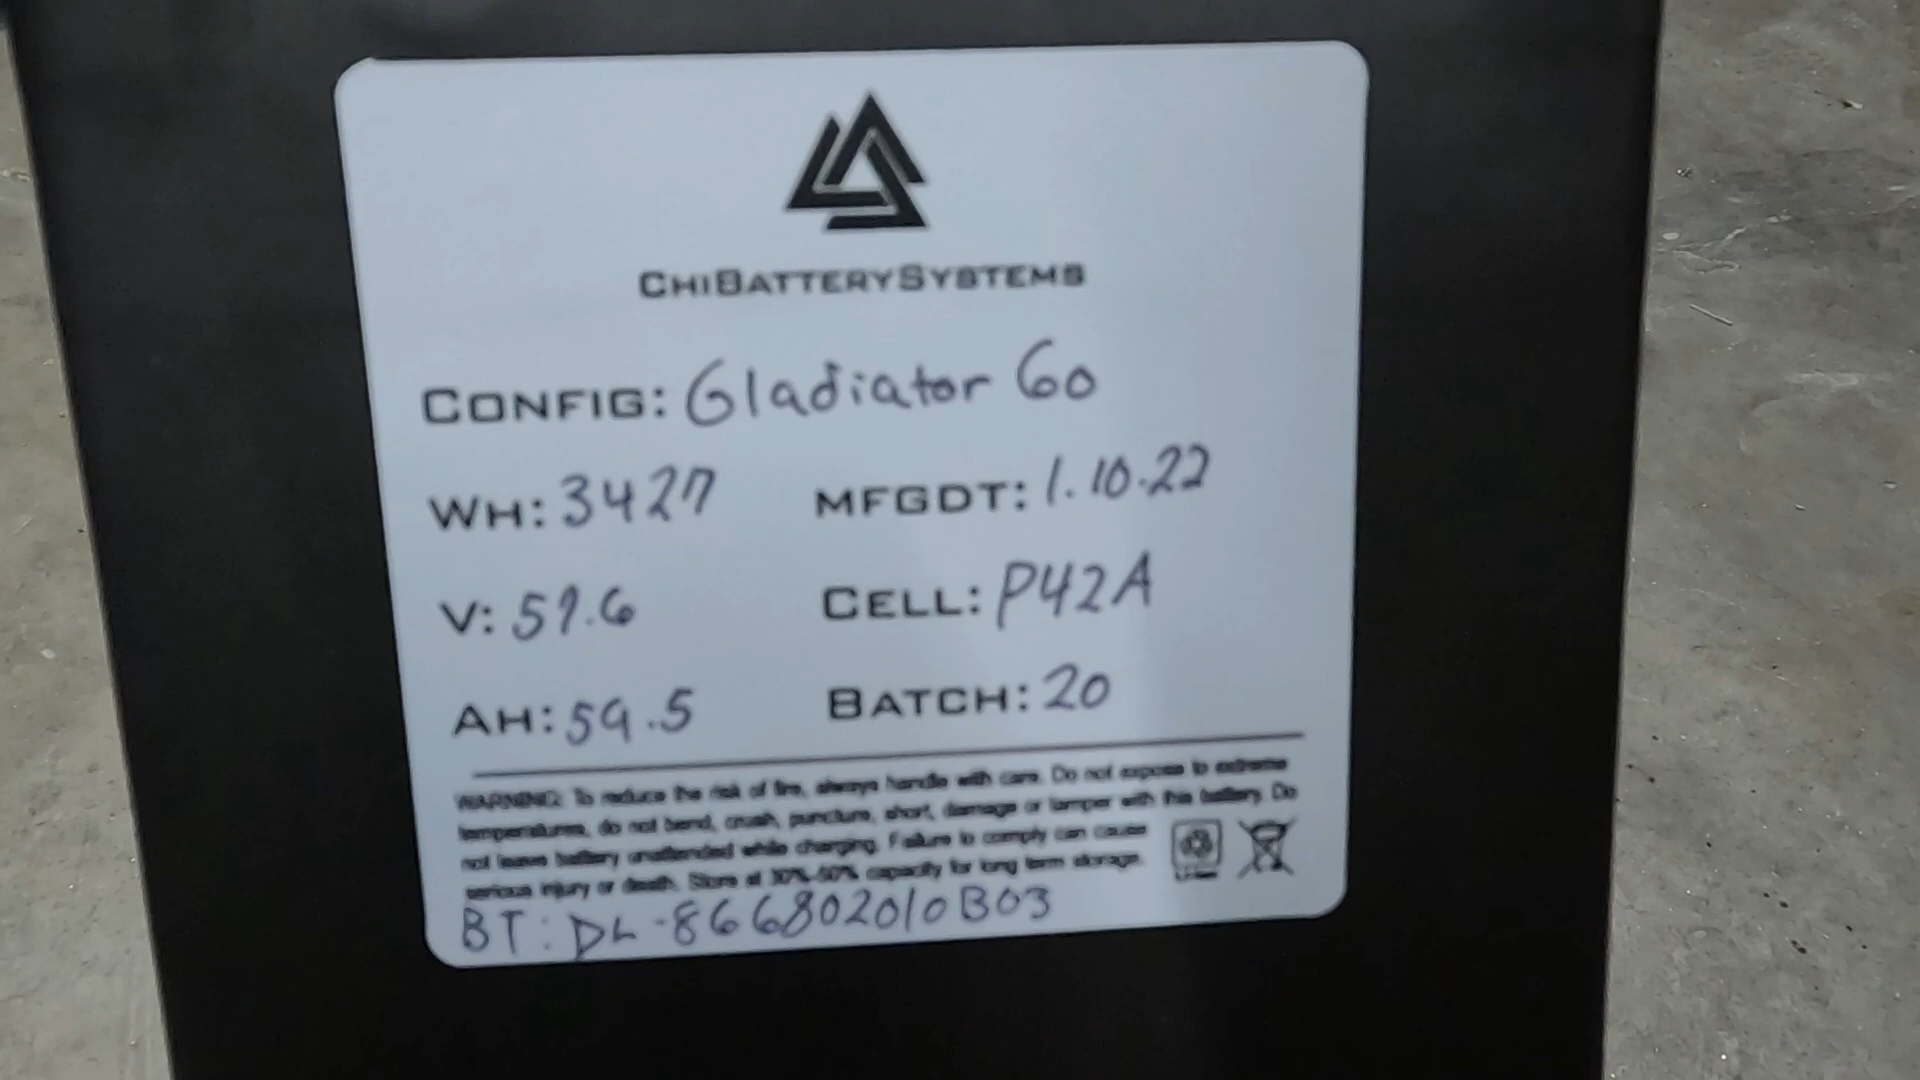 CHIBATTERYSYSTEMS
CONFIG: Gladiator 60
WH: 3427 MFGDT: 1.10.22
V: 57.6 CELL: P42A
AH: 59.5 BATCH: 20
WARNING: To reduce the risk of fire, always handle with care. Do not expose to extreme
temperatures, do not bend, crush, puncture, short, damage or tamper with this battery. Do
not leave battery unattended while charging. Failure to comply can cause
serious injury or death. Store at 30%-50% capacity for long term storage.
BT: DL-866802010B03